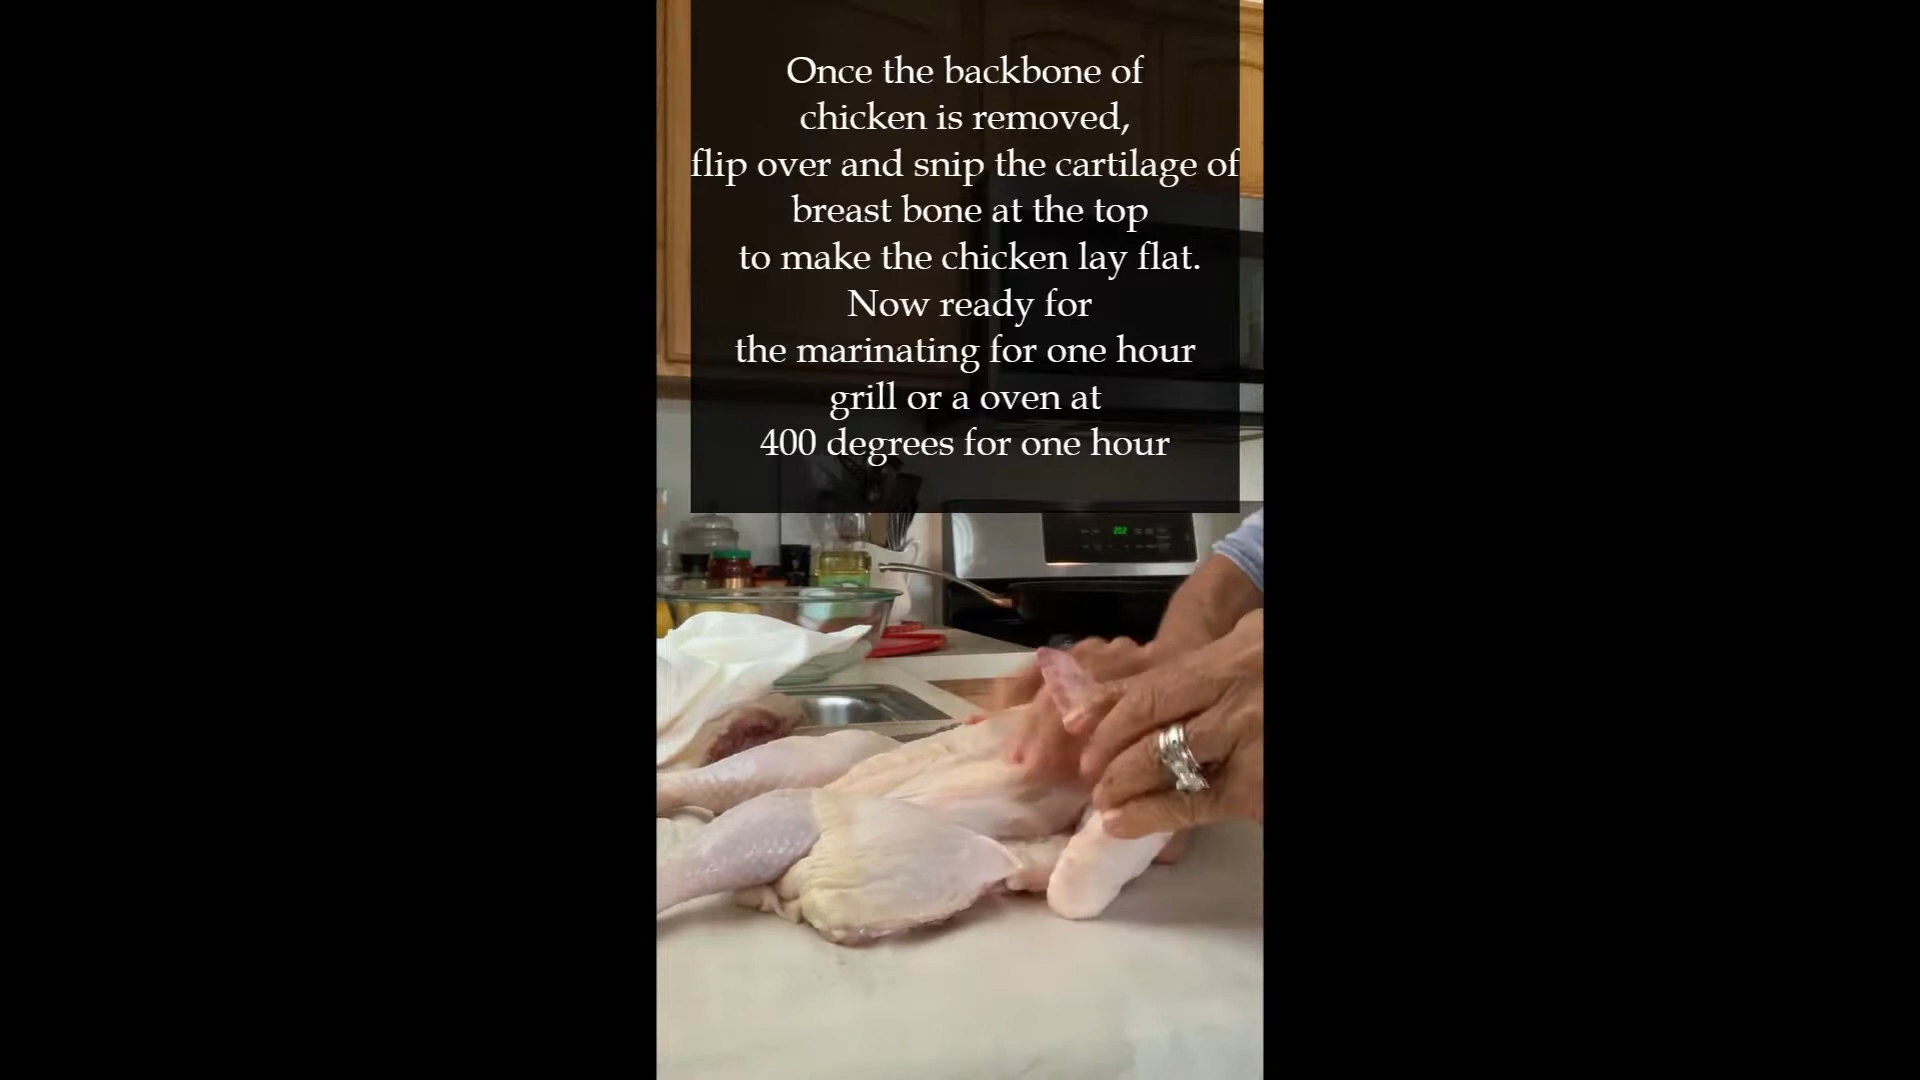 Once the backbone of
chicken is removed,
flip over and snip the cartilage of
breast bone at the top
to make the chicken lay flat.
Now ready for
the marinating for one hour
grill or a oven at
400 degrees for one hour